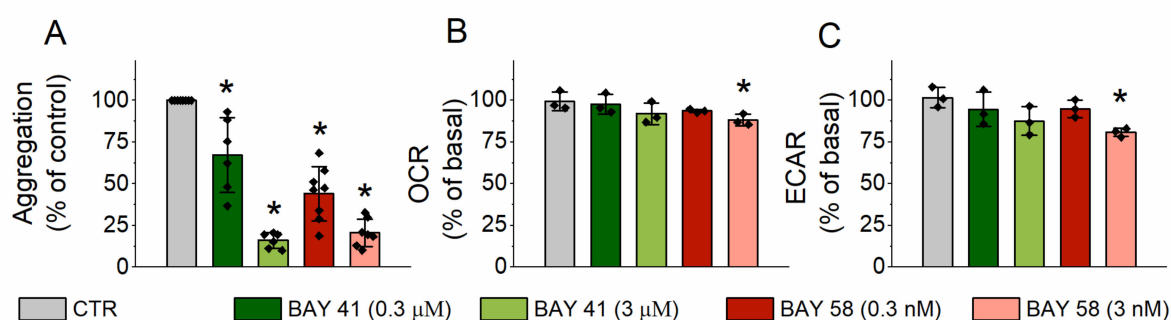 A
Aggregation
(% of control)
100
75
50
25
0
*
*
*
*
B
OCR
(% of basal)
100
75
50
25
0
*
C
ECAR
(% of basal)
100
75
50
25
0
*
CTR
BAY 41 (0.3 μM)
BAY 41 (3 μM)
BAY 58 (0.3 nM)
BAY 58 (3 nM)